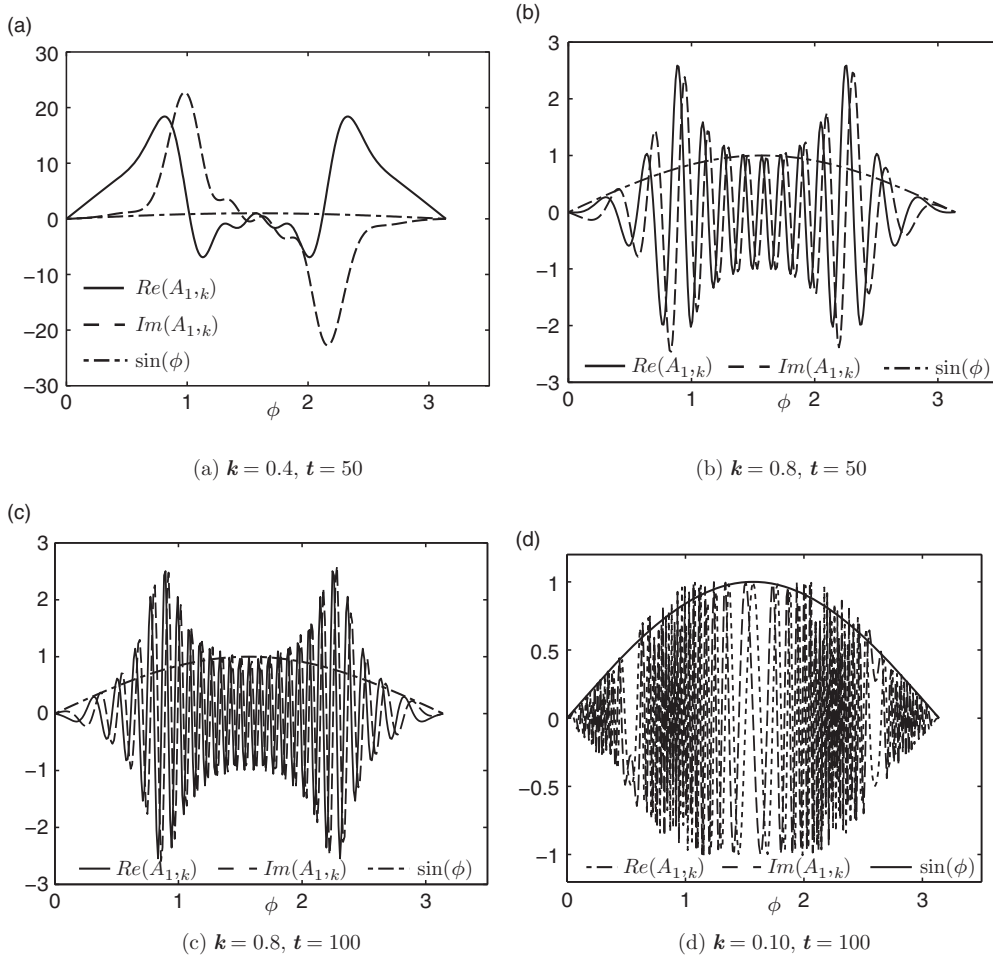 (a)
30
20
10
0
−10
−20
−30
Re(A₁,ₖ)
Im(A₁,ₖ)
sin(ϕ)
0 1 2 3
ϕ
(a) k = 0.4, t = 50
(b)
3
2
1
0
−1
−2
−3
Re(A₁,ₖ) Im(A₁,ₖ) sin(ϕ)
0 1 2 3
ϕ
(b) k = 0.8, t = 50
(c)
3
2
1
0
−1
−2
−3
Re(A₁,ₖ) Im(A₁,ₖ) sin(ϕ)
0 1 2 3
ϕ
(c) k = 0.8, t = 100
(d)
1
0.5
0
−0.5
−1
Re(A₁,ₖ) Im(A₁,ₖ) sin(ϕ)
0 1 2 3
ϕ
(d) k = 0.10, t = 100